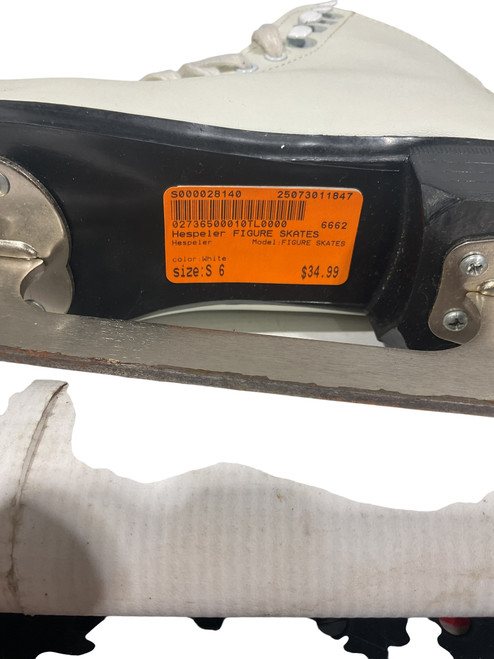 S000028140 25073011847
02736500010TL0000 6662
Hespeler FIGURE SKATES
Hespeler Model:FIGURE SKATES
color:White
size:S 6 $34.99